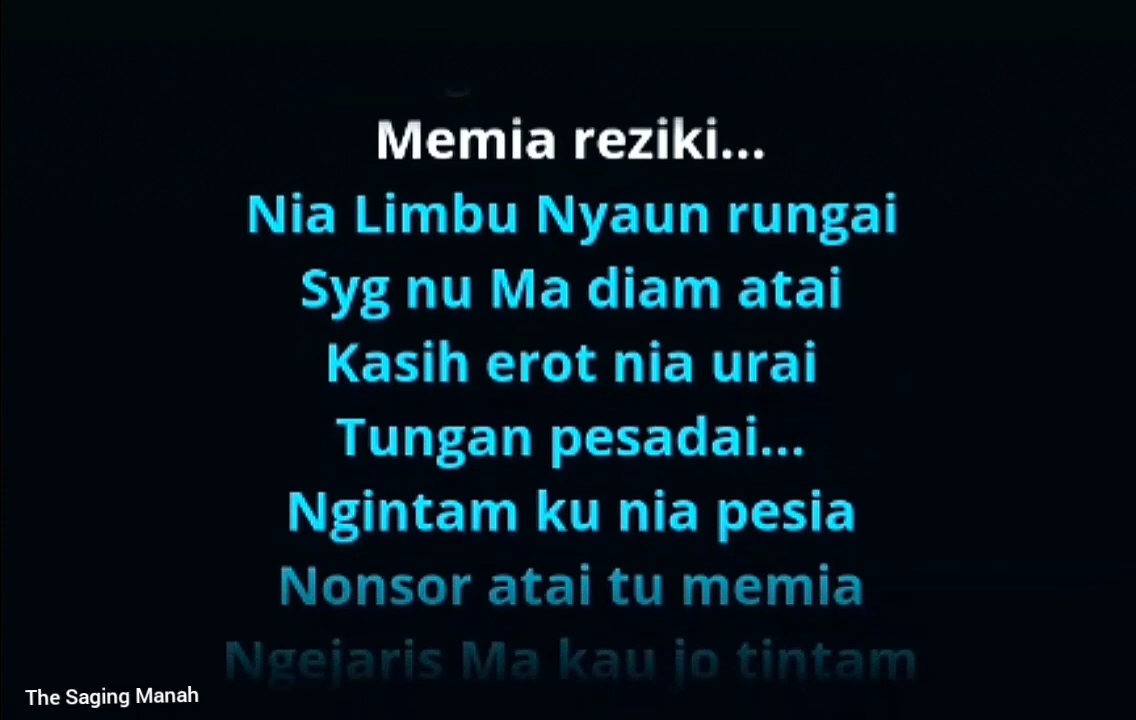 Memia reziki...
Nia Limbu Nyaun rungai
Syg nu Ma diam atai
Kasih erot nia urai
Tungan pesadai...
Ngintam ku nia pesia
Nonsor atai tu memia
Ngejaris Ma kau jo tintam
The Saging Manah